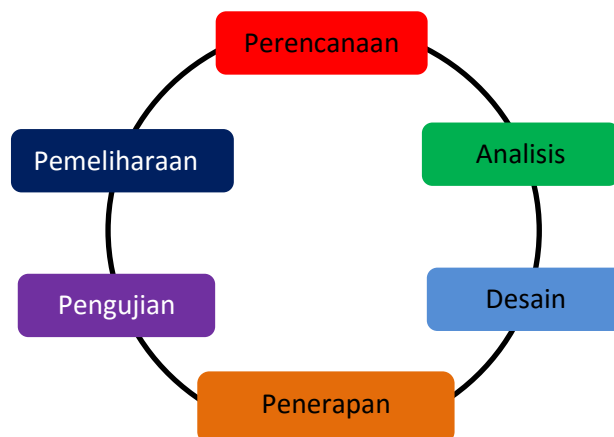 Perencanaan
Analisis
Desain
Penerapan
Pengujian
Pemeliharaan